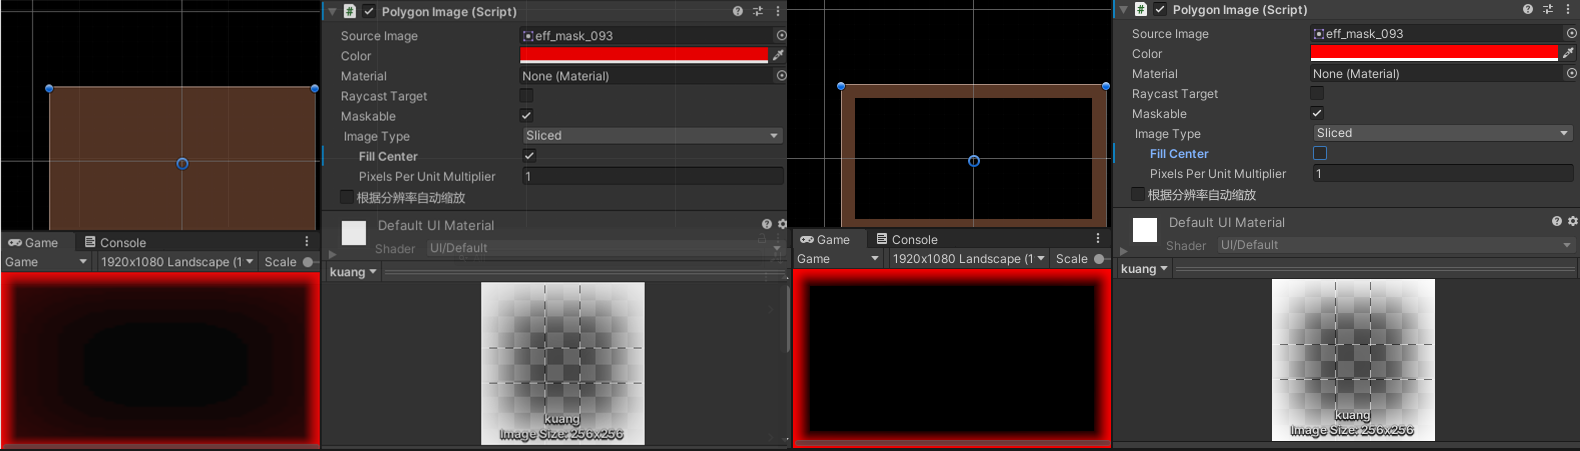 Polygon Image (Script)
Source Image
eff_mask_093
Color
Material
None (Material)
Raycast Target
Maskable
Image Type
Sliced
Fill Center
Pixels Per Unit Multiplier
1
根据分辨率自动缩放
Default UI Material
Shader
UI/Default
Game
Console
Game
1920x1080 Landscape (1
Scale
kuang
kuang
Image Size: 256x256
Polygon Image (Script)
Source Image
eff_mask_093
Color
Material
None (Material)
Raycast Target
Maskable
Image Type
Sliced
Fill Center
Pixels Per Unit Multiplier
1
根据分辨率自动缩放
Default UI Material
Shader
UI/Default
Game
Console
Game
1920x1080 Landscape (1
Scale
kuang
kuang
Image Size: 256x256